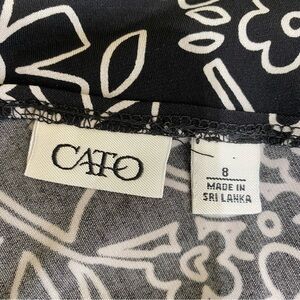 CATO
8
MADE IN
SRI LANKA